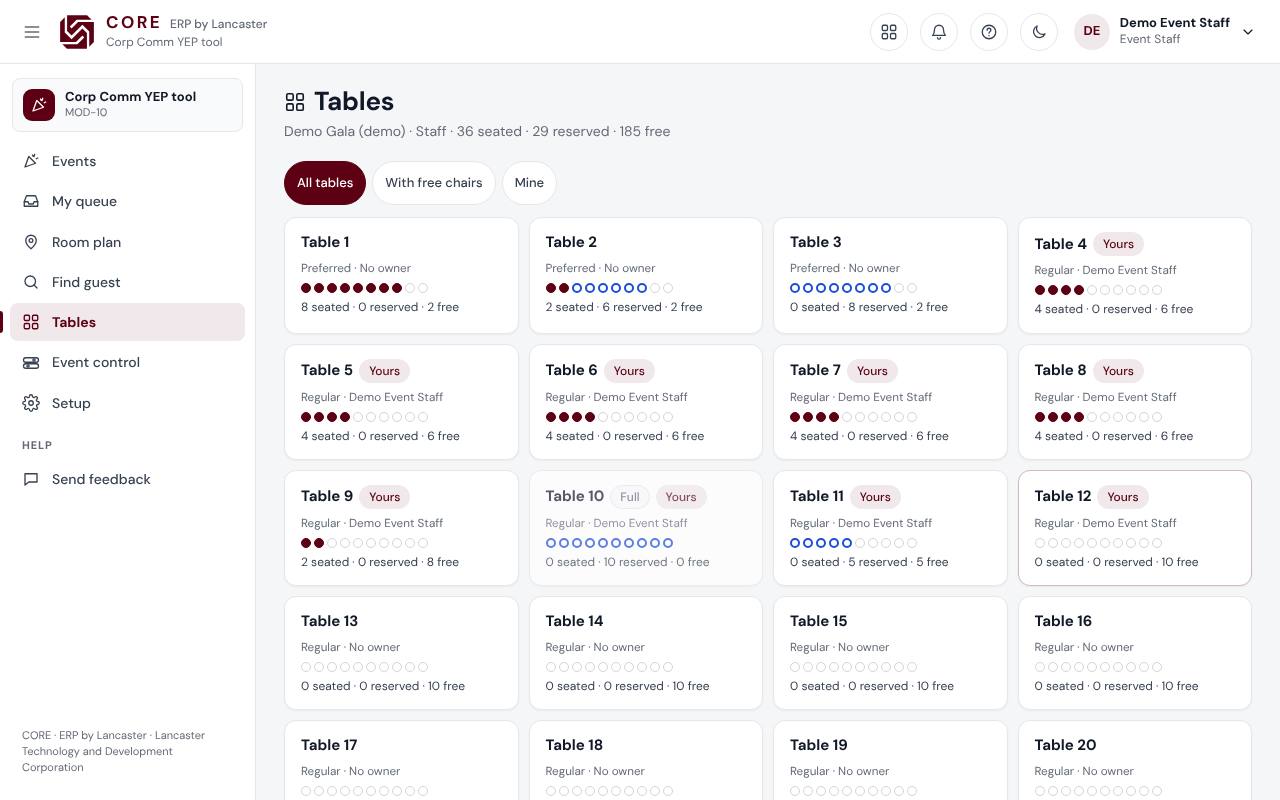 CORE ERP by Lancaster
Corp Comm YEP tool
DE
Demo Event Staff
Event Staff
Corp Comm YEP tool
MOD-10
Events
My queue
Room plan
Find guest
Tables
Event control
Setup
HELP
Send feedback
CORE · ERP by Lancaster · Lancaster
Technology and Development
Corporation
Tables
Demo Gala (demo) · Staff · 36 seated · 29 reserved · 185 free
All tables
With free chairs
Mine
Table 1
Preferred · No owner
8 seated · 0 reserved · 2 free
Table 2
Preferred · No owner
2 seated · 6 reserved · 2 free
Table 3
Preferred · No owner
0 seated · 8 reserved · 2 free
Table 4 Yours
Regular · Demo Event Staff
4 seated · 0 reserved · 6 free
Table 5 Yours
Regular · Demo Event Staff
4 seated · 0 reserved · 6 free
Table 6 Yours
Regular · Demo Event Staff
4 seated · 0 reserved · 6 free
Table 7 Yours
Regular · Demo Event Staff
4 seated · 0 reserved · 6 free
Table 8 Yours
Regular · Demo Event Staff
4 seated · 0 reserved · 6 free
Table 9 Yours
Regular · Demo Event Staff
2 seated · 0 reserved · 8 free
Table 10 Full Yours
Regular · Demo Event Staff
0 seated · 10 reserved · 0 free
Table 11 Yours
Regular · Demo Event Staff
0 seated · 5 reserved · 5 free
Table 12 Yours
Regular · Demo Event Staff
0 seated · 0 reserved · 10 free
Table 13
Regular · No owner
0 seated · 0 reserved · 10 free
Table 14
Regular · No owner
0 seated · 0 reserved · 10 free
Table 15
Regular · No owner
0 seated · 0 reserved · 10 free
Table 16
Regular · No owner
0 seated · 0 reserved · 10 free
Table 17
Regular · No owner
Table 18
Regular · No owner
Table 19
Regular · No owner
Table 20
Regular · No owner